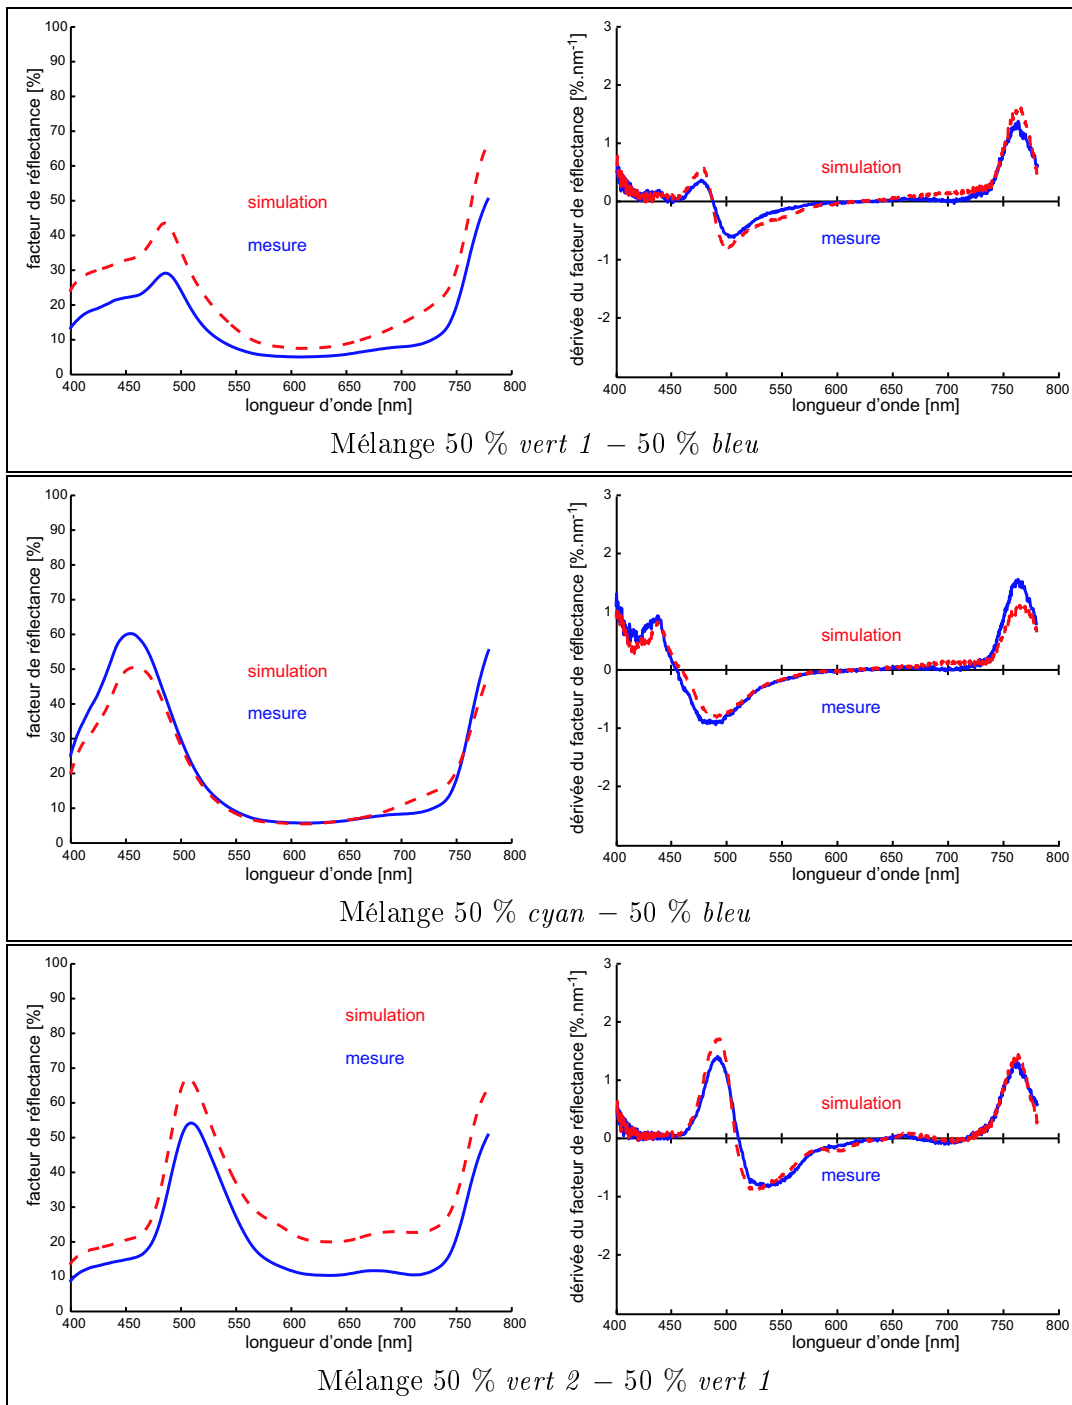 100
90
80
70
60
50
40
30
20
10
0
facteur de réflectance [%]
simulation
mesure
400 450 500 550 600 650 700 750 800
longueur d'onde [nm]
3
2
1
0
-1
-2
dérivée du facteur de réflectance [%.nm-1]
simulation
mesure
400 450 500 550 600 650 700 750 800
longueur d'onde [nm]
Mélange 50 % vert 1 – 50 % bleu
100
90
80
70
60
50
40
30
20
10
0
facteur de réflectance [%]
simulation
mesure
400 450 500 550 600 650 700 750 800
longueur d'onde [nm]
3
2
1
0
-1
-2
dérivée du facteur de réflectance [%.nm-1]
simulation
mesure
400 450 500 550 600 650 700 750 800
longueur d'onde [nm]
Mélange 50 % cyan – 50 % bleu
100
90
80
70
60
50
40
30
20
10
0
facteur de réflectance [%]
simulation
mesure
400 450 500 550 600 650 700 750 800
longueur d'onde [nm]
3
2
1
0
-1
-2
dérivée du facteur de réflectance [%.nm-1]
simulation
mesure
400 450 500 550 600 650 700 750 800
longueur d'onde [nm]
Mélange 50 % vert 2 – 50 % vert 1